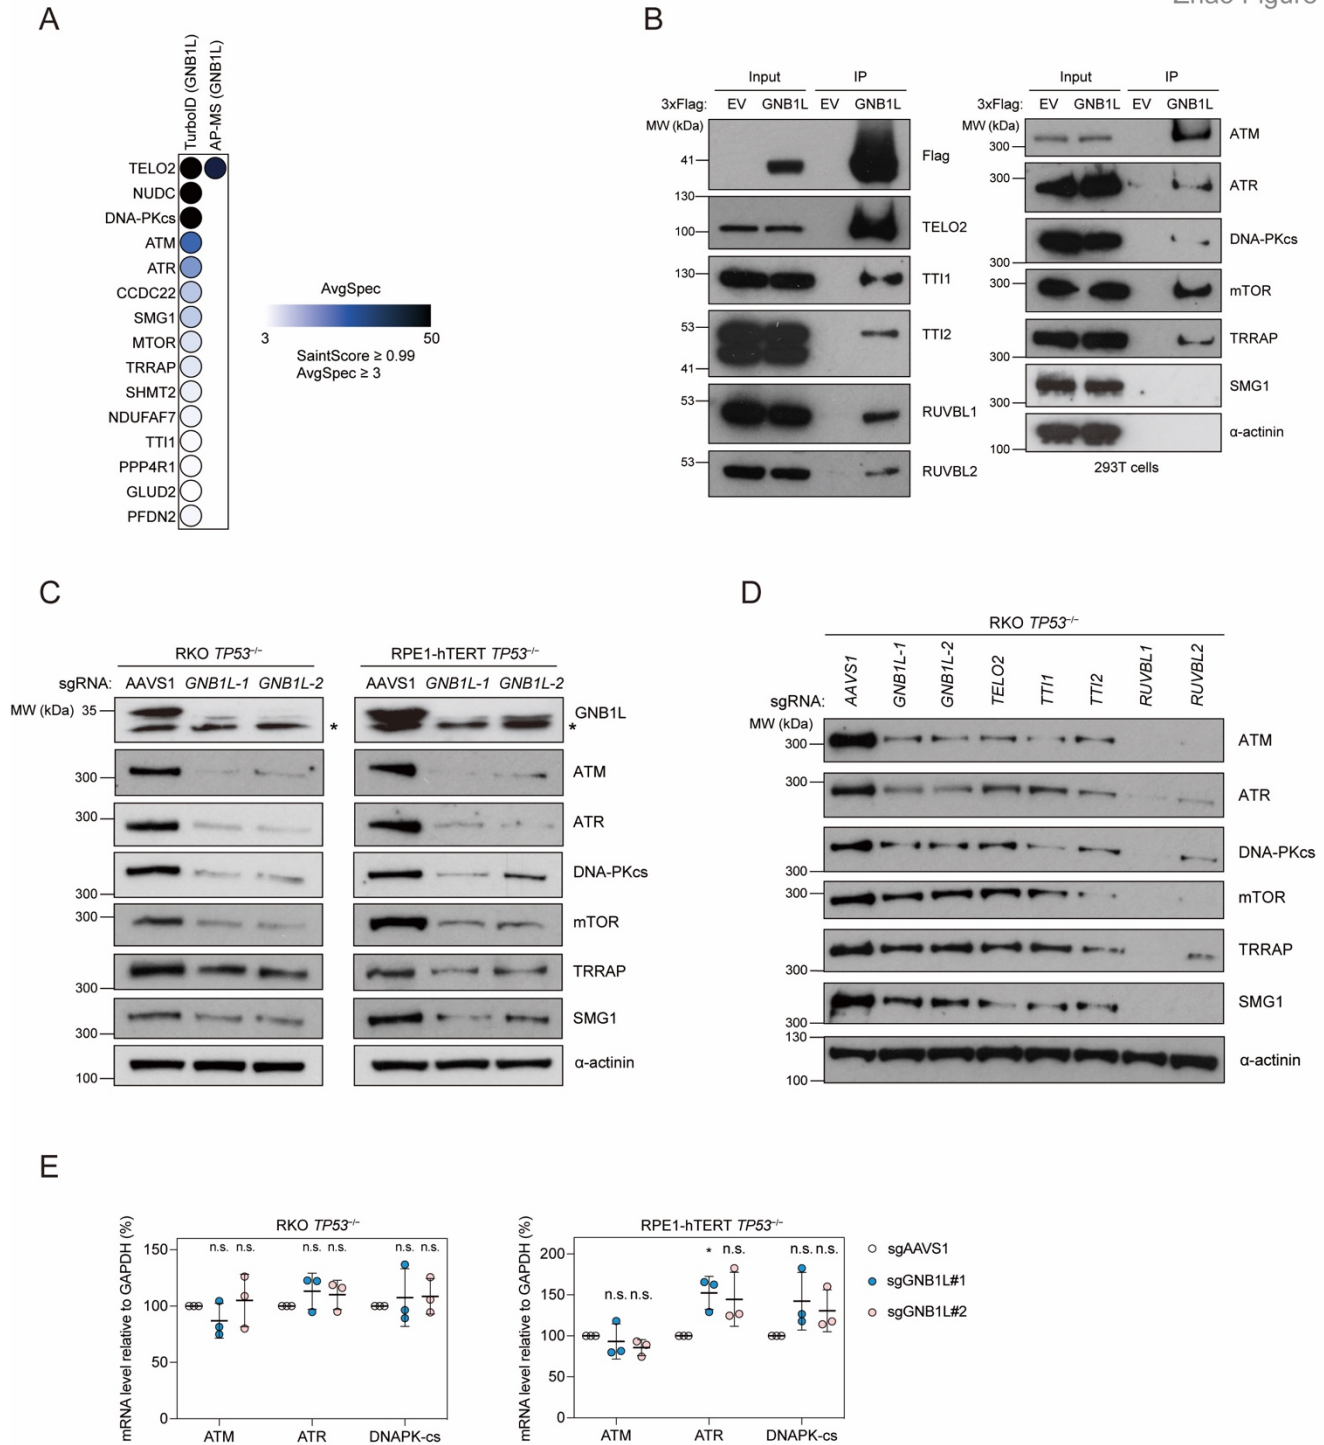 Zhao Figure
A
TurboID (GNB1L)
AP-MS (GNB1L)
TELO2
NUDC
DNA-PKcs
ATM
ATR
CCDC22
SMG1
MTOR
TRRAP
SHMT2
NDUFAF7
TTI1
PPP4R1
GLUD2
PFDN2
AvgSpec
3 50
SaintScore ≥ 0.99
AvgSpec ≥ 3
B
Input IP
3xFlag: EV GNB1L EV GNB1L
MW (kDa)
41
Flag
130
100
TELO2
130
TTI1
53
41
TTI2
53
RUVBL1
53
RUVBL2
Input IP
3xFlag: EV GNB1L EV GNB1L
MW (kDa)
300
ATM
300
ATR
300
DNA-PKcs
300
mTOR
300
TRRAP
300
SMG1
100
α-actinin
293T cells
C
RKO TP53–/– RPE1-hTERT TP53–/–
sgRNA: AAVS1 GNB1L-1 GNB1L-2 AAVS1 GNB1L-1 GNB1L-2
MW (kDa) 35
* * GNB1L
300 ATM
300 ATR
300 DNA-PKcs
300 mTOR
300 TRRAP
300 SMG1
100 α-actinin
D
RKO TP53–/–
sgRNA: AAVS1 GNB1L-1 GNB1L-2 TELO2 TTI1 TTI2 RUVBL1 RUVBL2
MW (kDa)
300 ATM
300 ATR
300 DNA-PKcs
300 mTOR
300 TRRAP
300 SMG1
130
100
α-actinin
E
RKO TP53–/–
mRNA level relative to GAPDH (%)
150
100
50
0
n.s. n.s. n.s. n.s. n.s. n.s.
ATM ATR DNAPK-cs
RPE1-hTERT TP53–/–
mRNA level relative to GAPDH (%)
200
150
100
50
0
n.s. n.s. * n.s. n.s. n.s.
ATM ATR DNAPK-cs
sgAAVS1
sgGNB1L#1
sgGNB1L#2